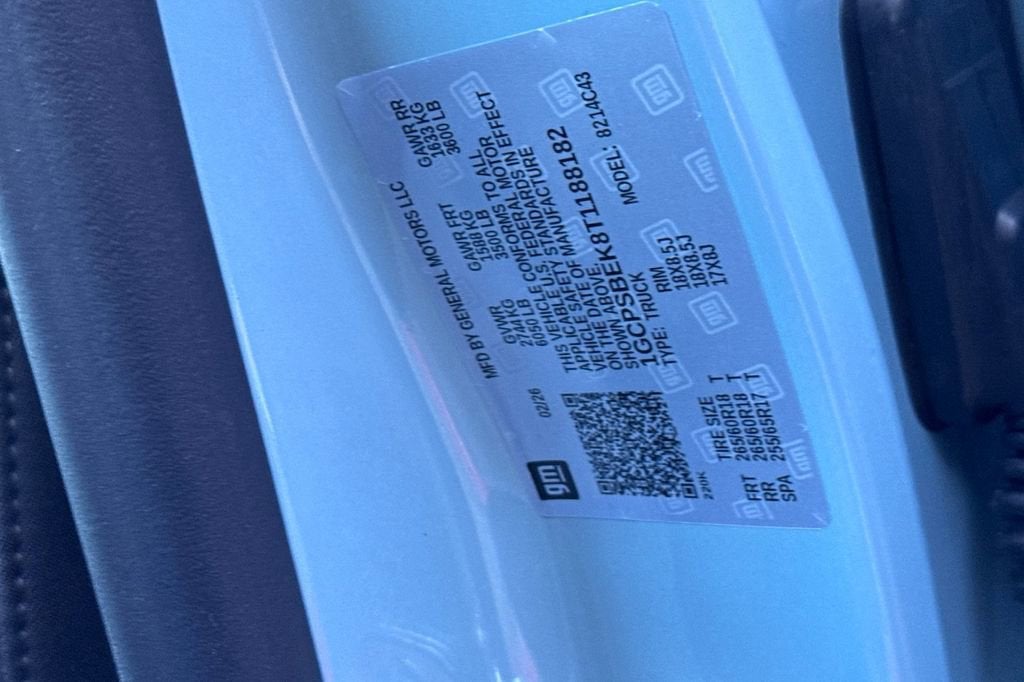 MFD BY GENERAL MOTORS LLC
gm
02/26
GVWR GAWR FRT GAWR RR
2744 KG 1588 KG 1633 KG
6050 LB 3500 LB 3600 LB
THIS VEHICLE CONFORMS TO ALL
APPLICABLE U.S. FEDERAL MOTOR
VEHICLE SAFETY STANDARDS IN EFFECT
ON THE DATE OF MANUFACTURE
SHOWN ABOVE.
1GCPSBEK8T1188182
TYPE: TRUCK MODEL: 8214C43
220K
TIRE SIZE RIM
FRT 265/60R18 T 18X8.5J
RR 265/60R18 T 18X8.5J
SPA 255/65R17 T 17X8J